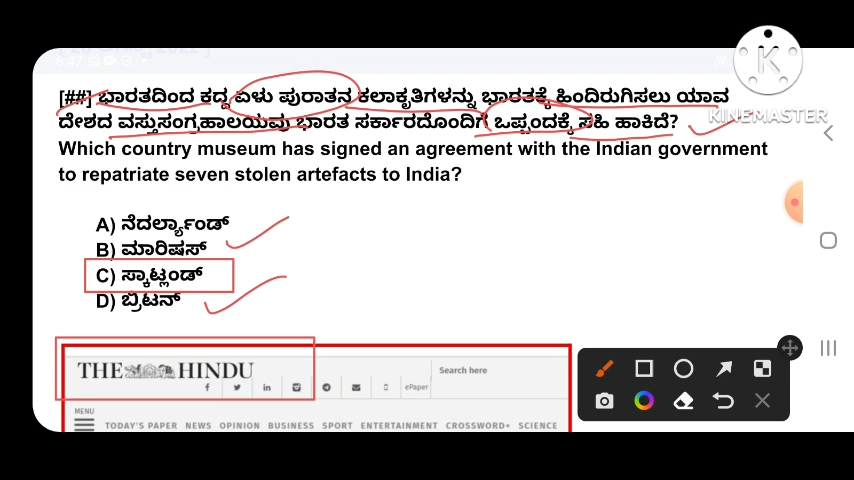 6:47
[##] ಭಾರತದಿಂದ ಕದ್ದ ಏಳು ಪುರಾತನ ಕಲಾಕೃತಿಗಳನ್ನು ಭಾರತಕ್ಕೆ ಹಿಂದಿರುಗಿಸಲು ಯಾವ
ದೇಶದ ವಸ್ತುಸಂಗ್ರಹಾಲಯವು ಭಾರತ ಸರ್ಕಾರದೊಂದಿಗೆ ಒಪ್ಪಂದಕ್ಕೆ ಸಹಿ ಹಾಕಿದೆ?
Which country museum has signed an agreement with the Indian government
to repatriate seven stolen artefacts to India?
A) ನೆದರ್ಲ್ಯಾಂಡ್
B) ಮಾರಿಷಸ್
C) ಸ್ಕಾಟ್ಲಂಡ್
D) ಬ್ರಿಟನ್
THE HINDU
Search here
ePaper
MENU
TODAY'S PAPER NEWS OPINION BUSINESS SPORT ENTERTAINMENT CROSSWORD+ SCIENCE
K
KINEMASTER